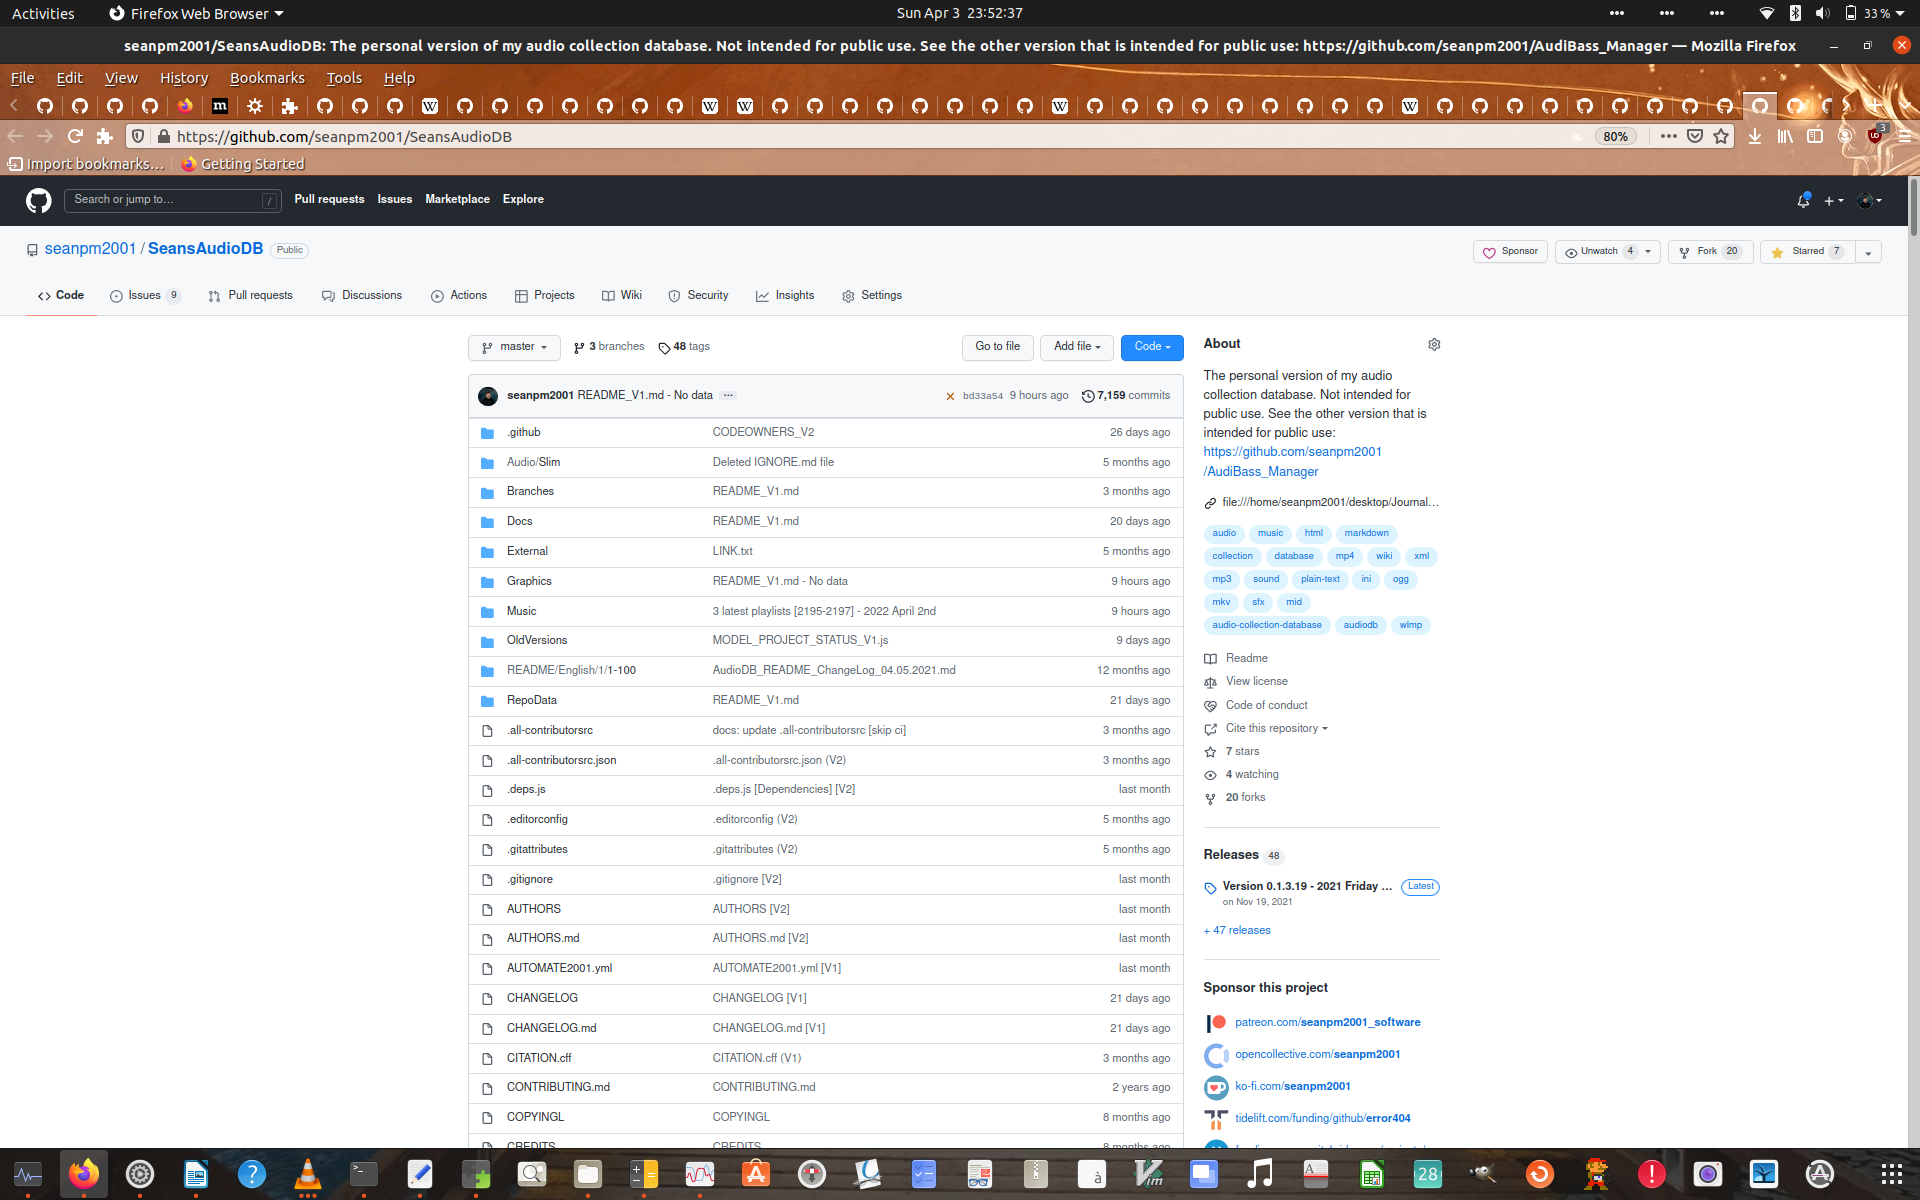 Activities
Firefox Web Browser
Sun Apr 3 23:52:37
33 %
seanpm2001/SeansAudioDB: The personal version of my audio collection database. Not intended for public use. See the other version that is intended for public use: https://github.com/seanpm2001/AudiBass_Manager — Mozilla Firefox
File Edit View History Bookmarks Tools Help
https://github.com/seanpm2001/SeansAudioDB
80%
3
Import bookmarks...
Getting Started
Search or jump to...
/
Pull requests Issues Marketplace Explore
seanpm2001 / SeansAudioDB Public
Sponsor
Unwatch 4
Fork 20
Starred 7
Code
Issues 9
Pull requests
Discussions
Actions
Projects
Wiki
Security
Insights
Settings
master
3 branches
48 tags
Go to file
Add file
Code
seanpm2001 README_V1.md - No data ...
bd33a54 9 hours ago 7,159 commits
.github CODEOWNERS_V2 26 days ago
Audio/Slim Deleted IGNORE.md file 5 months ago
Branches README_V1.md 3 months ago
Docs README_V1.md 20 days ago
External LINK.txt 5 months ago
Graphics README_V1.md - No data 9 hours ago
Music 3 latest playlists [2195-2197] - 2022 April 2nd 9 hours ago
OldVersions MODEL_PROJECT_STATUS_V1.js 9 days ago
README/English/1/1-100 AudioDB_README_ChangeLog_04.05.2021.md 12 months ago
RepoData README_V1.md 21 days ago
.all-contributorsrc docs: update .all-contributorsrc [skip ci] 3 months ago
.all-contributorsrc.json .all-contributorsrc.json (V2) 3 months ago
.deps.js .deps.js [Dependencies] [V2] last month
.editorconfig .editorconfig (V2) 5 months ago
.gitattributes .gitattributes (V2) 5 months ago
.gitignore .gitignore [V2] last month
AUTHORS AUTHORS [V2] last month
AUTHORS.md AUTHORS.md [V2] last month
AUTOMATE2001.yml AUTOMATE2001.yml [V1] last month
CHANGELOG CHANGELOG [V1] 21 days ago
CHANGELOG.md CHANGELOG.md [V1] 21 days ago
CITATION.cff CITATION.cff (V1) 3 months ago
CONTRIBUTING.md CONTRIBUTING.md 2 years ago
COPYINGL COPYINGL 8 months ago
CREDITS CREDITS 8 months ago
About
The personal version of my audio
collection database. Not intended for
public use. See the other version that is
intended for public use:
https://github.com/seanpm2001
/AudiBass_Manager
file:///home/seanpm2001/desktop/Journal...
audio music html markdown
collection database mp4 wiki xml
mp3 sound plain-text ini ogg
mkv sfx mid
audio-collection-database audiodb wlmp
Readme
View license
Code of conduct
Cite this repository
7 stars
4 watching
20 forks
Releases 48
Version 0.1.3.19 - 2021 Friday ... Latest
on Nov 19, 2021
+ 47 releases
Sponsor this project
patreon.com/seanpm2001_software
opencollective.com/seanpm2001
ko-fi.com/seanpm2001
tidelift.com/funding/github/error404
28